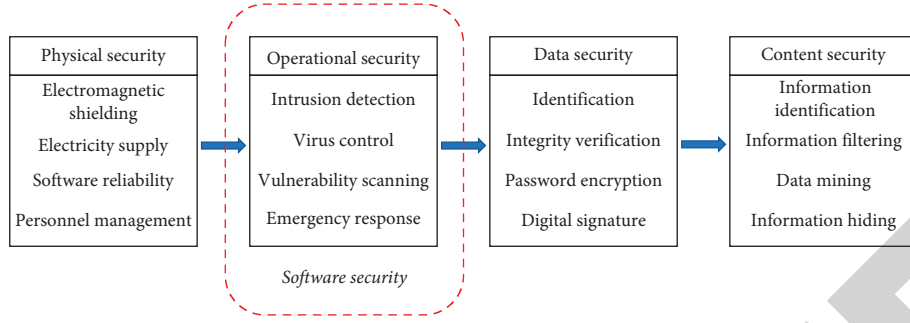 Physical security
Electromagnetic
shielding
Electricity supply
Software reliability
Personnel management
Operational security
Intrusion detection
Virus control
Vulnerability scanning
Emergency response
Software security
Data security
Identification
Integrity verification
Password encryption
Digital signature
Content security
Information
identification
Information filtering
Data mining
Information hiding